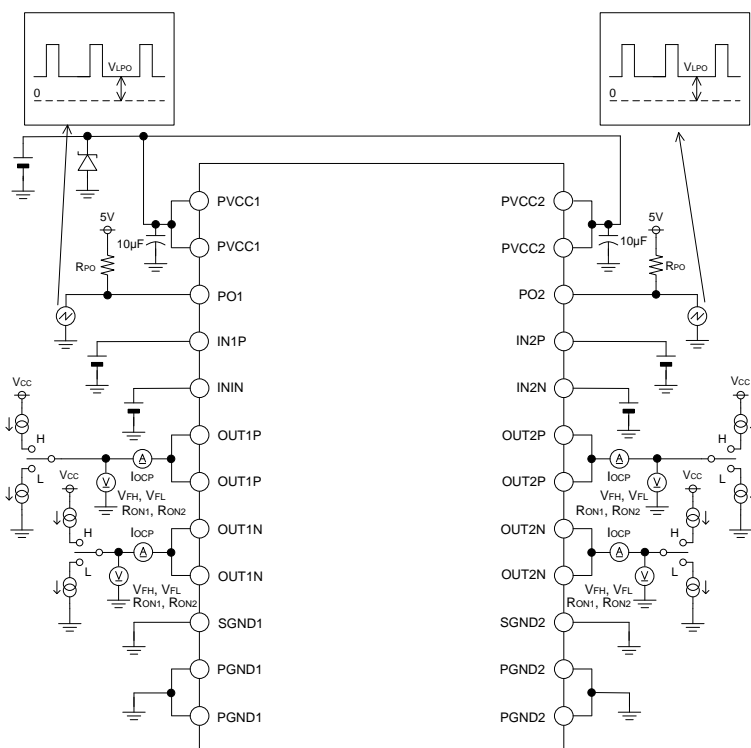 VLPO
0
VLPO
0
5V
10µF
RPO
PVCC1
PVCC1
PO1
IN1P
ININ
OUT1P
OUT1P
OUT1N
OUT1N
SGND1
PGND1
PGND1
PVCC2
PVCC2
PO2
IN2P
IN2N
OUT2P
OUT2P
OUT2N
OUT2N
SGND2
PGND2
PGND2
5V
10µF
RPO
VCC
H
L
A
IOCP
V
VFH, VFL
RON1, RON2
VCC
H
L
A
IOCP
V
VFH, VFL
RON1, RON2
VCC
H
L
A
IOCP
V
VFH, VFL
RON1, RON2
VCC
H
L
A
IOCP
V
VFH, VFL
RON1, RON2